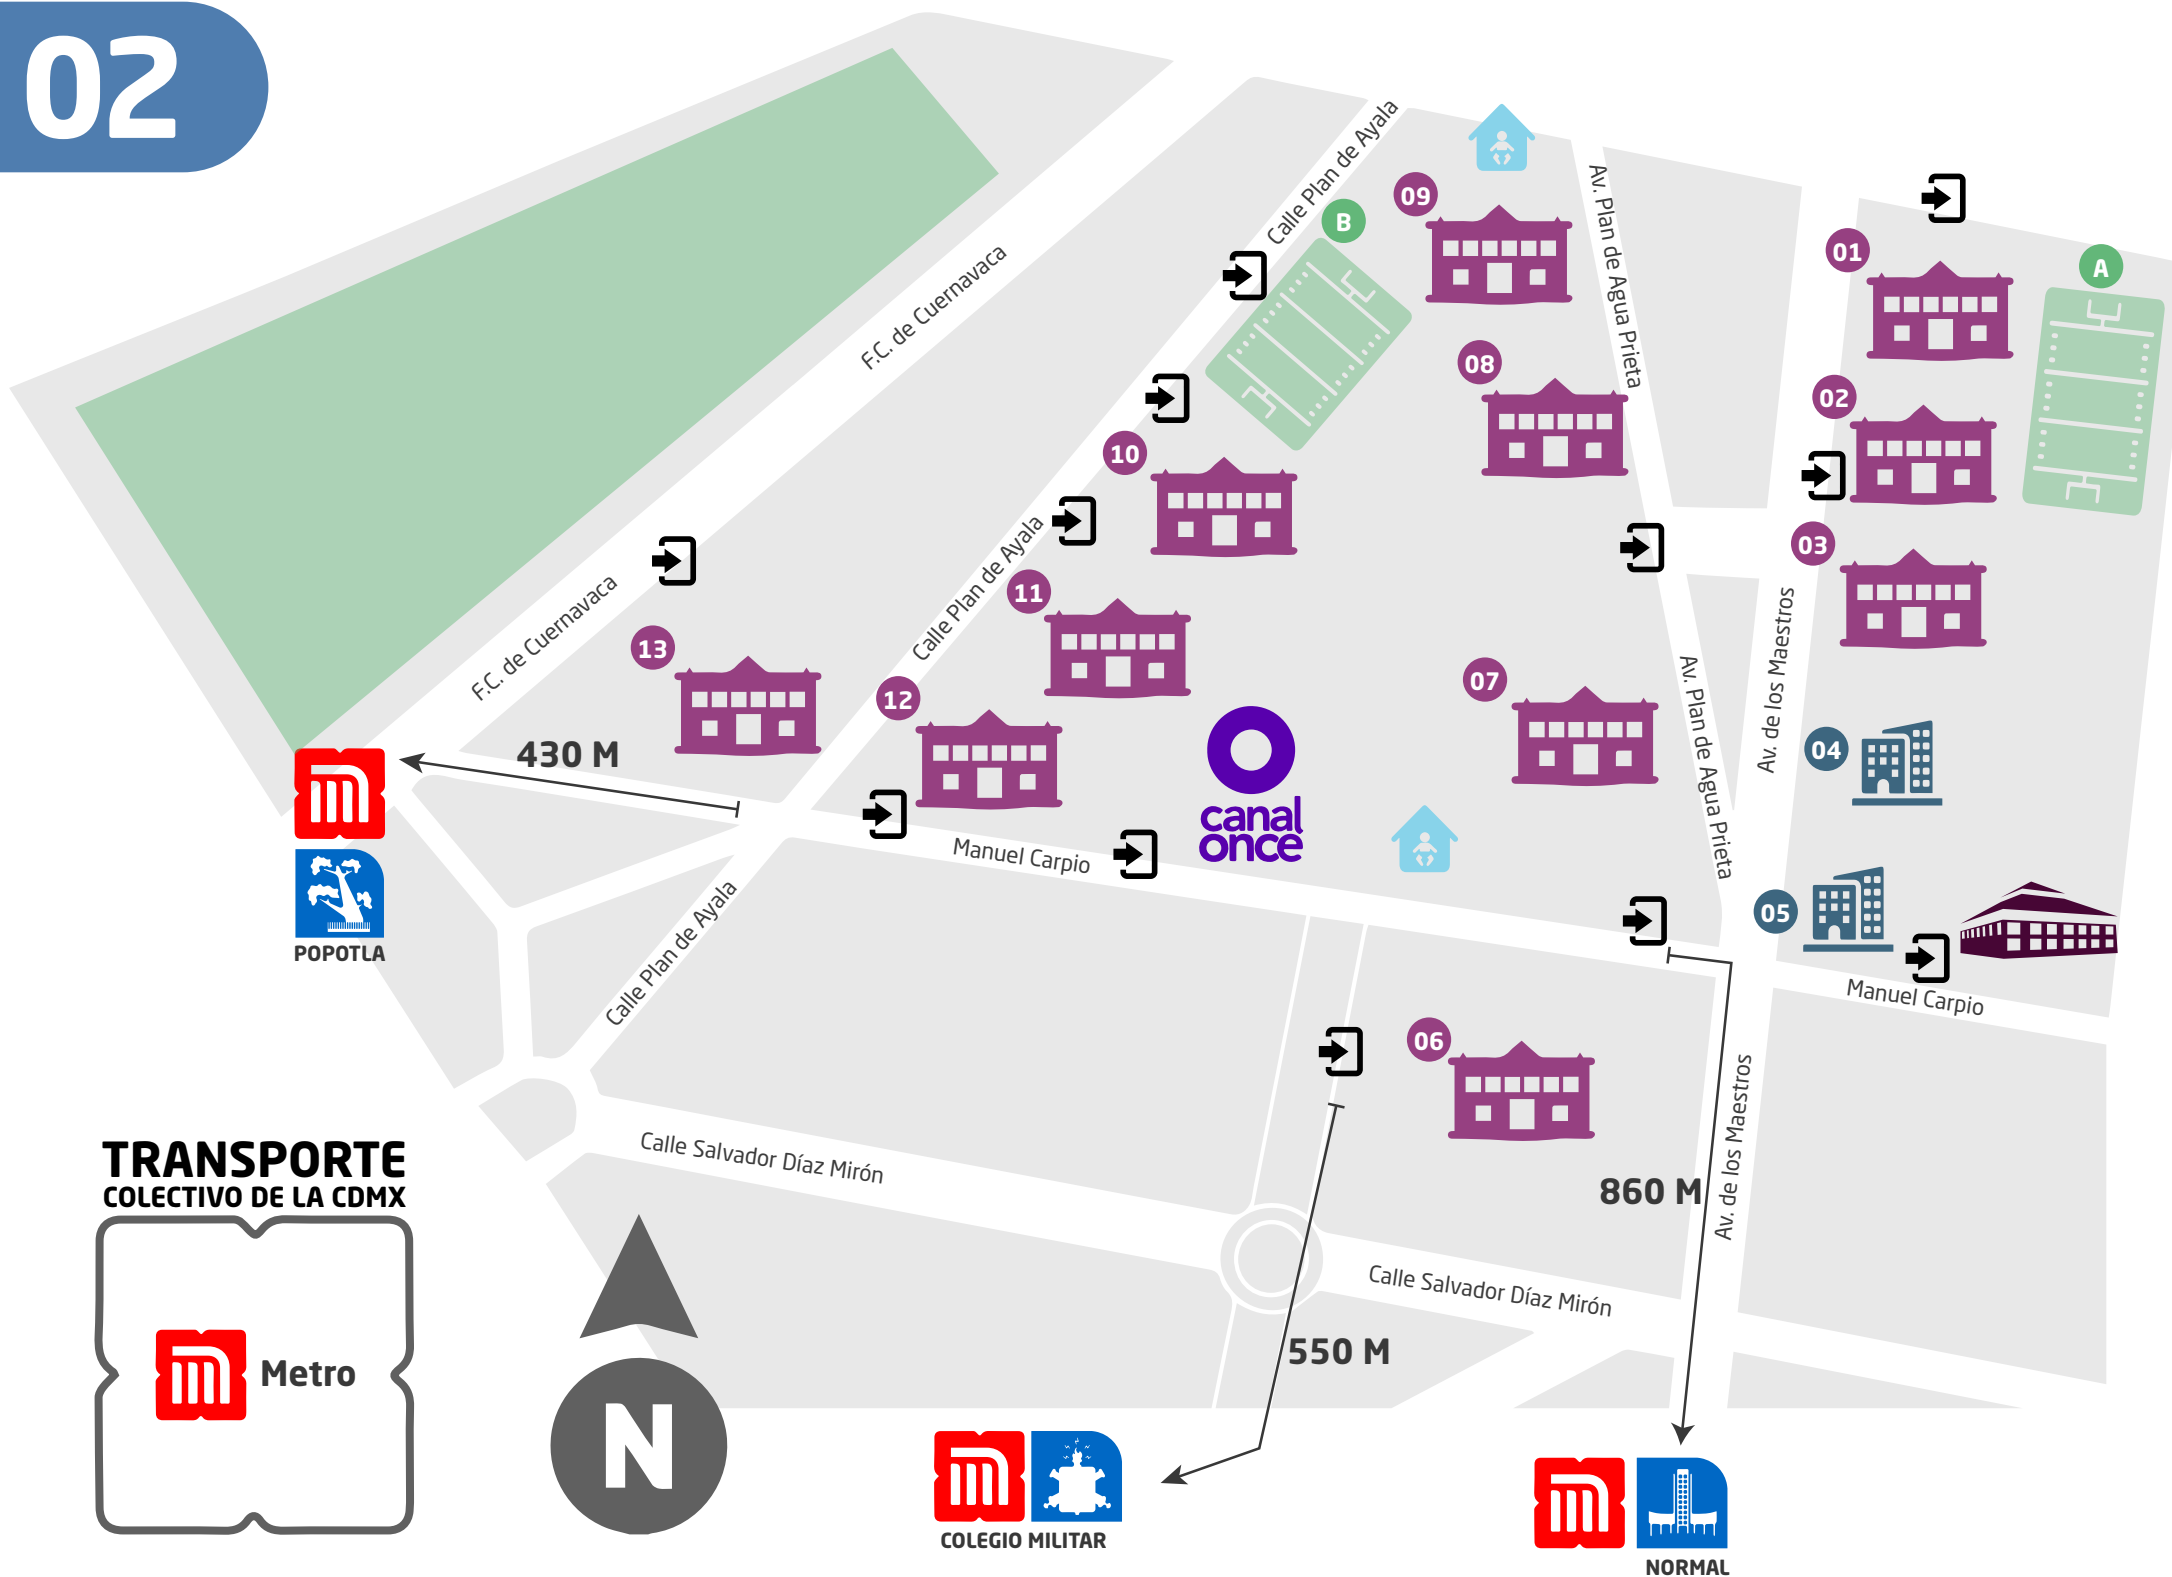 02
Calle Plan de Ayala
09
B
Av. Plan de Agua Prieta
01
A
F.C. de Cuernavaca
08
02
10
03
Calle Plan de Ayala
11
F.C. de Cuernavaca
13
12
07
Av. Plan de Agua Prieta
Av. de los Maestros
04
430 M
canal
once
Manuel Carpio
POPOTLA
Calle Plan de Ayala
05
Manuel Carpio
06
Av. de los Maestros
860 M
Calle Salvador Díaz Mirón
Calle Salvador Díaz Mirón
550 M
TRANSPORTE
COLECTIVO DE LA CDMX
Metro
N
COLEGIO MILITAR
NORMAL